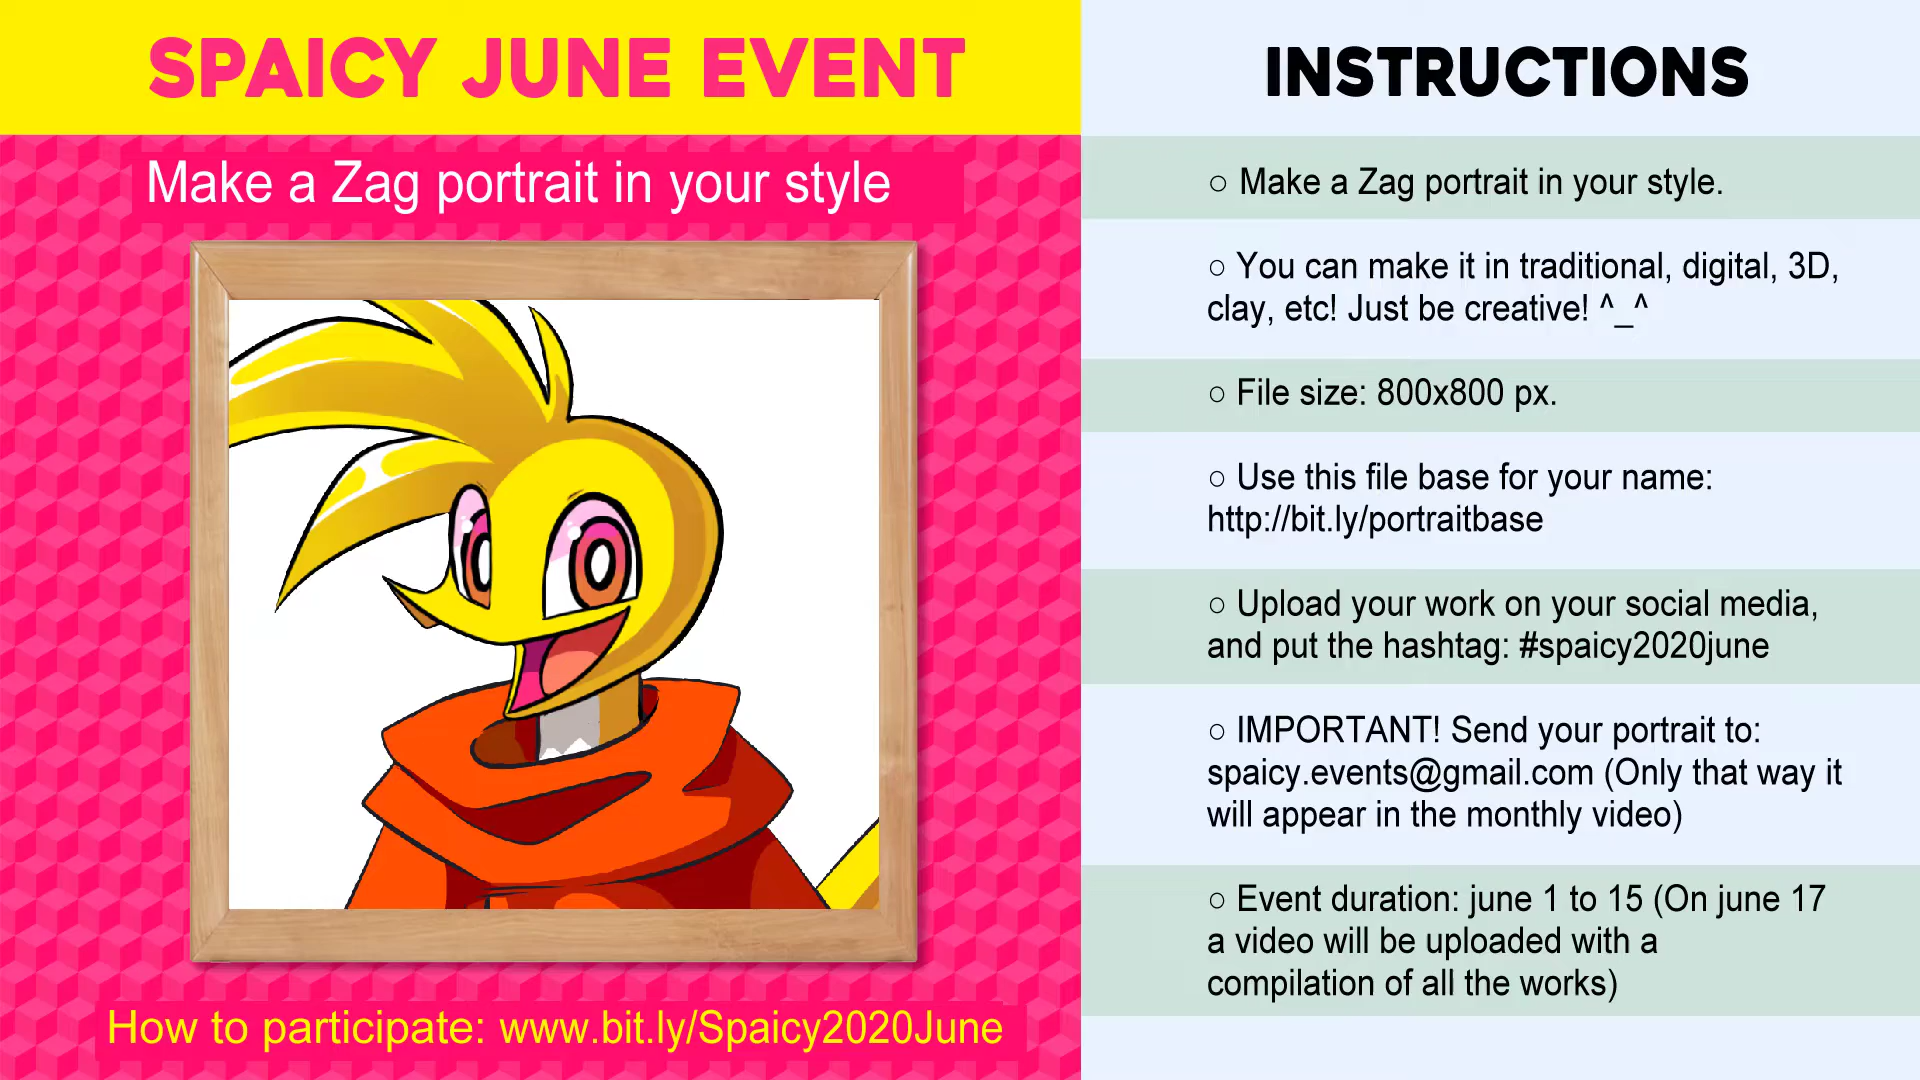 SPAICY JUNE EVENT
Make a Zag portrait in your style
How to participate: www.bit.ly/Spaicy2020June
INSTRUCTIONS
○ Make a Zag portrait in your style.
○ You can make it in traditional, digital, 3D,
clay, etc! Just be creative! ^_^
○ File size: 800x800 px.
○ Use this file base for your name:
http://bit.ly/portraitbase
○ Upload your work on your social media,
and put the hashtag: #spaicy2020june
○ IMPORTANT! Send your portrait to:
spaicy.events@gmail.com (Only that way it
will appear in the monthly video)
○ Event duration: june 1 to 15 (On june 17
a video will be uploaded with a
compilation of all the works)